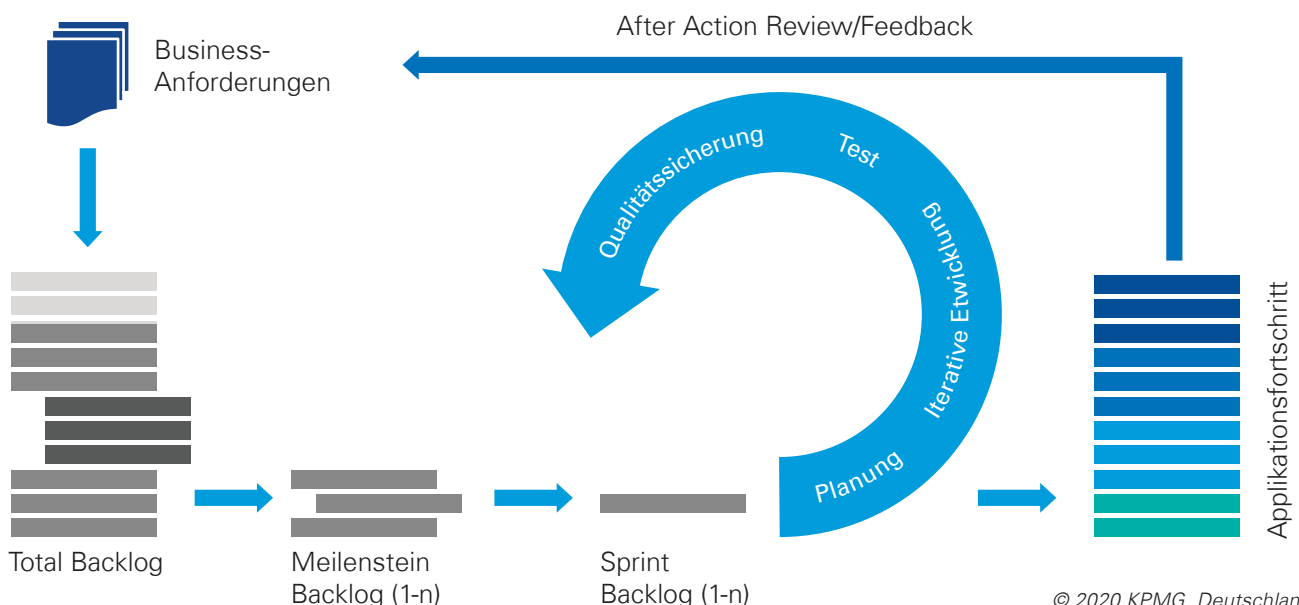 After Action Review/Feedback
Business-
Anforderungen
Qualitätssicherung
Test
Iterative Etwicklung
Planung
Applikationsfortschritt
Total Backlog
Meilenstein
Backlog (1-n)
Sprint
Backlog (1-n)
© 2020 KPMG, Deutschlan